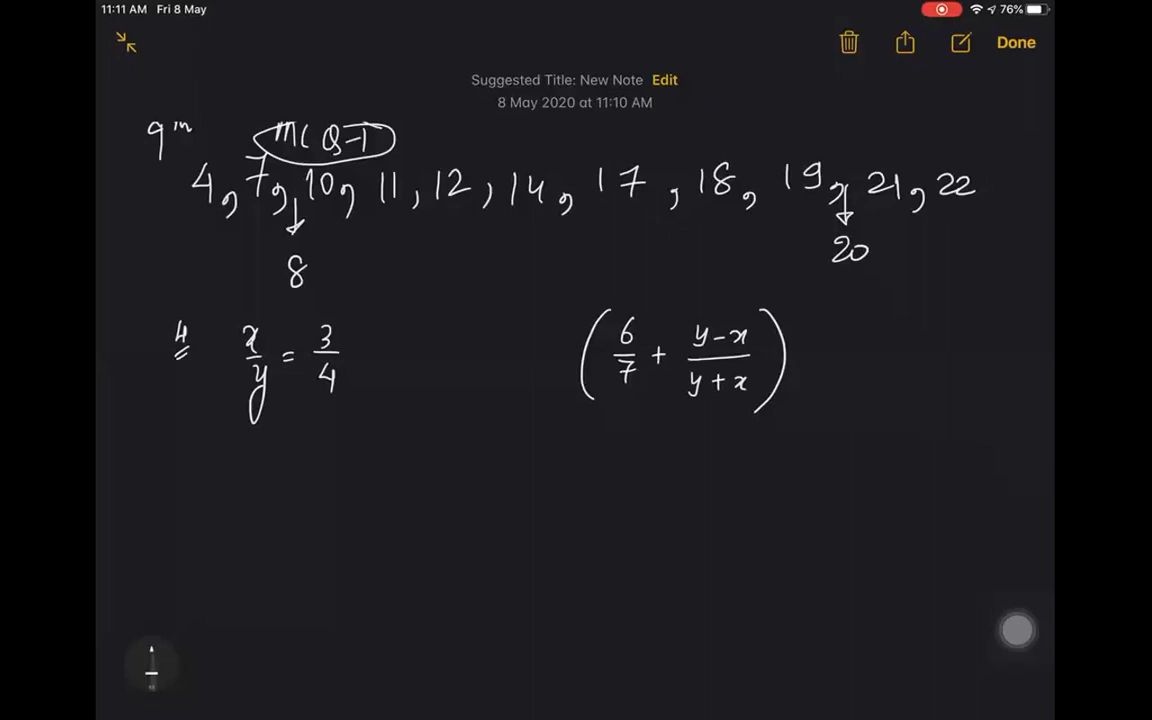 11:11 AM Fri 8 May 76%
Done
Suggested Title: New Note Edit
8 May 2020 at 11:10 AM
9m MCQ-I
4, 7, 10, 11, 12, 14, 17, 18, 19, 21, 22
8 20
4 x/y = 3/4 (6/7 + (y-x)/(y+x))